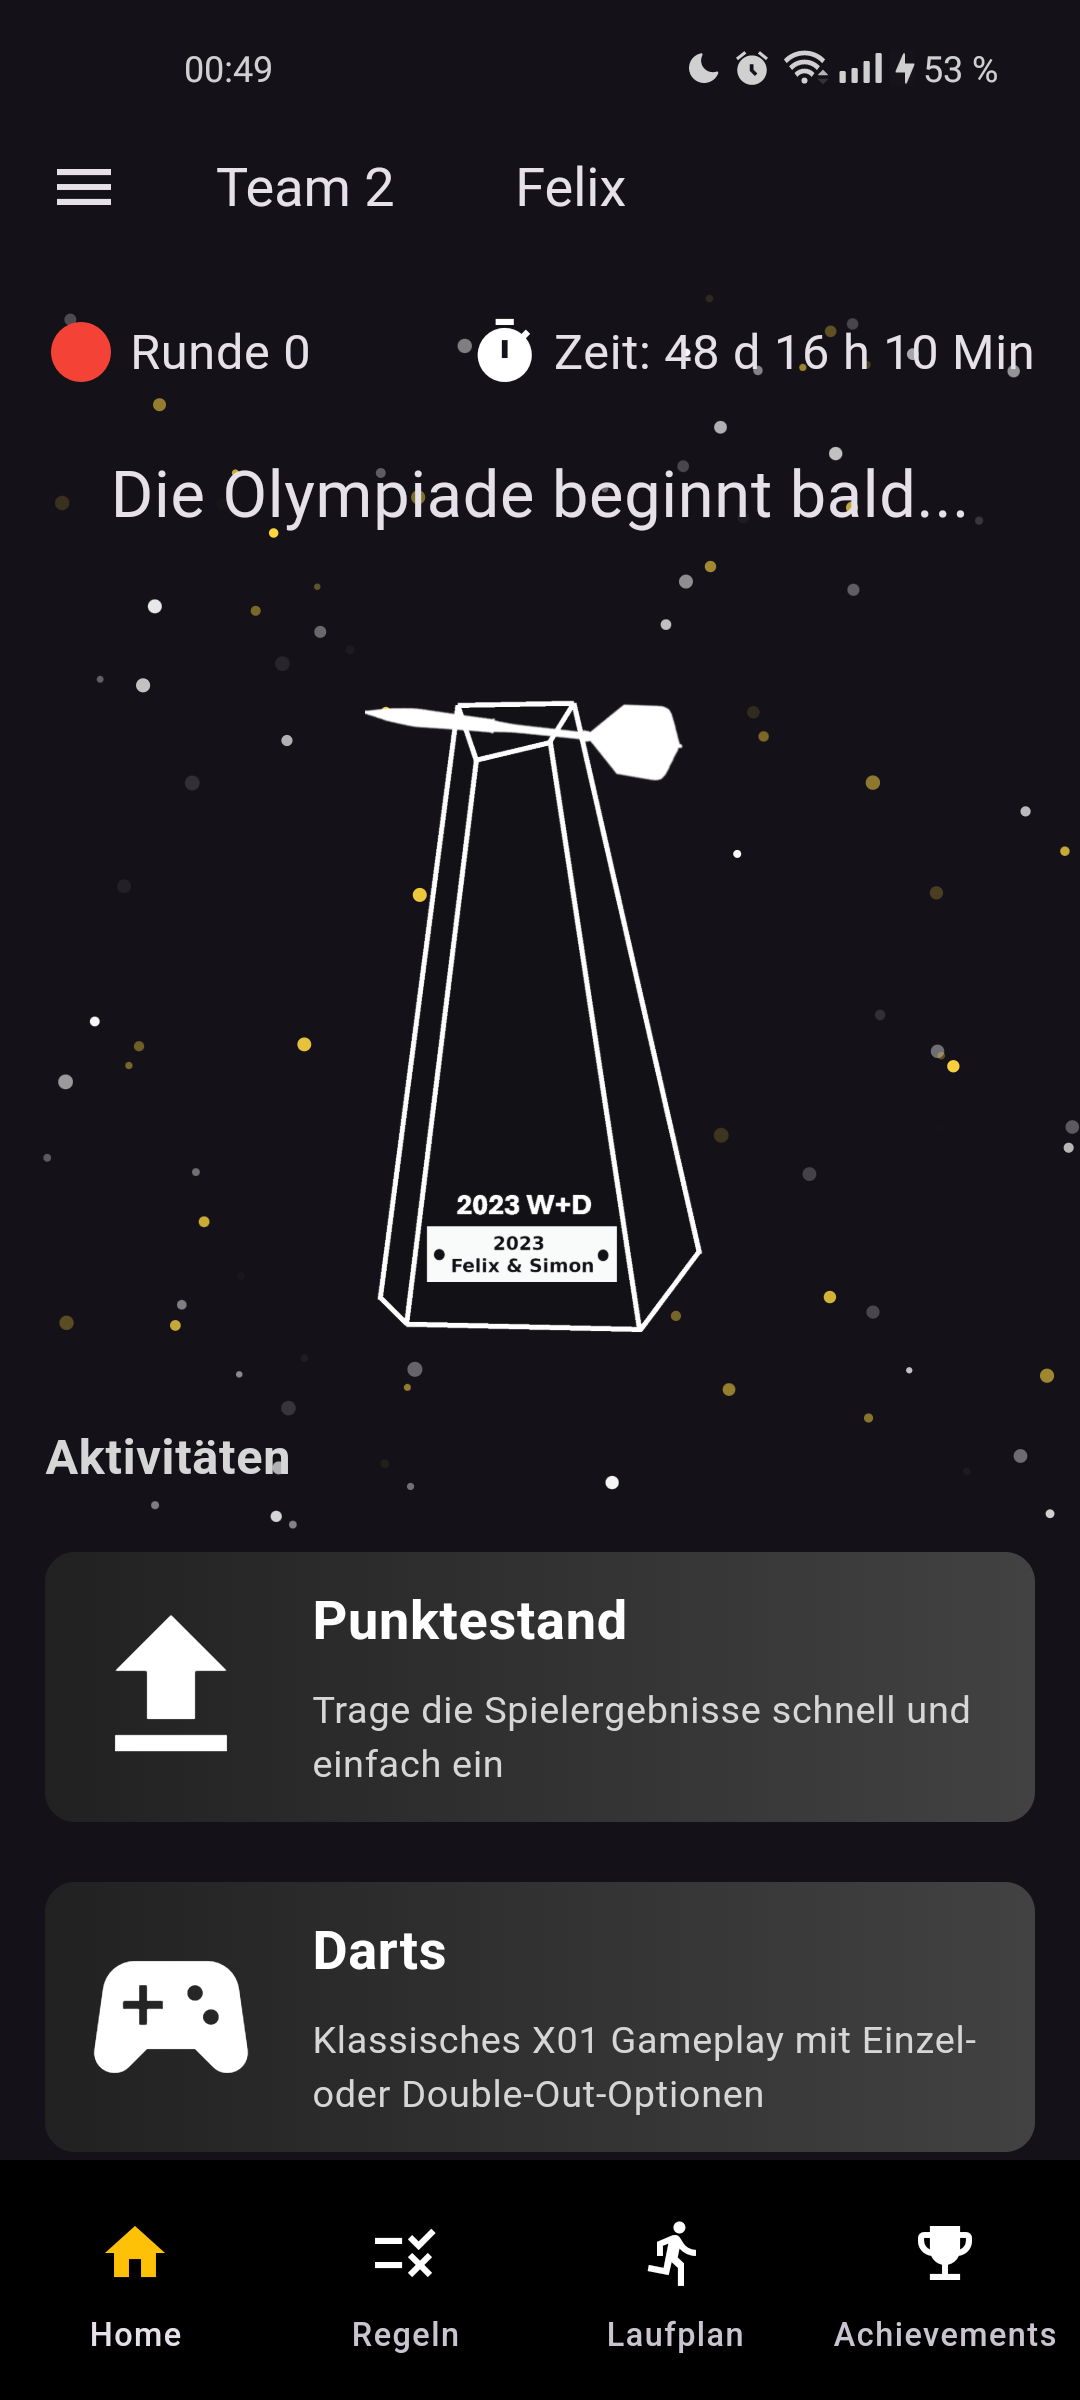 00:49
53 %
Team 2
Felix
Runde 0
Zeit: 48 d 16 h 10 Min
Die Olympiade beginnt bald...
2023 W+D
2023
Felix & Simon
Aktivitäten
Punktestand
Trage die Spielergebnisse schnell und
einfach ein
Darts
Klassisches X01 Gameplay mit Einzel-
oder Double-Out-Optionen
Home
Regeln
Laufplan
Achievements